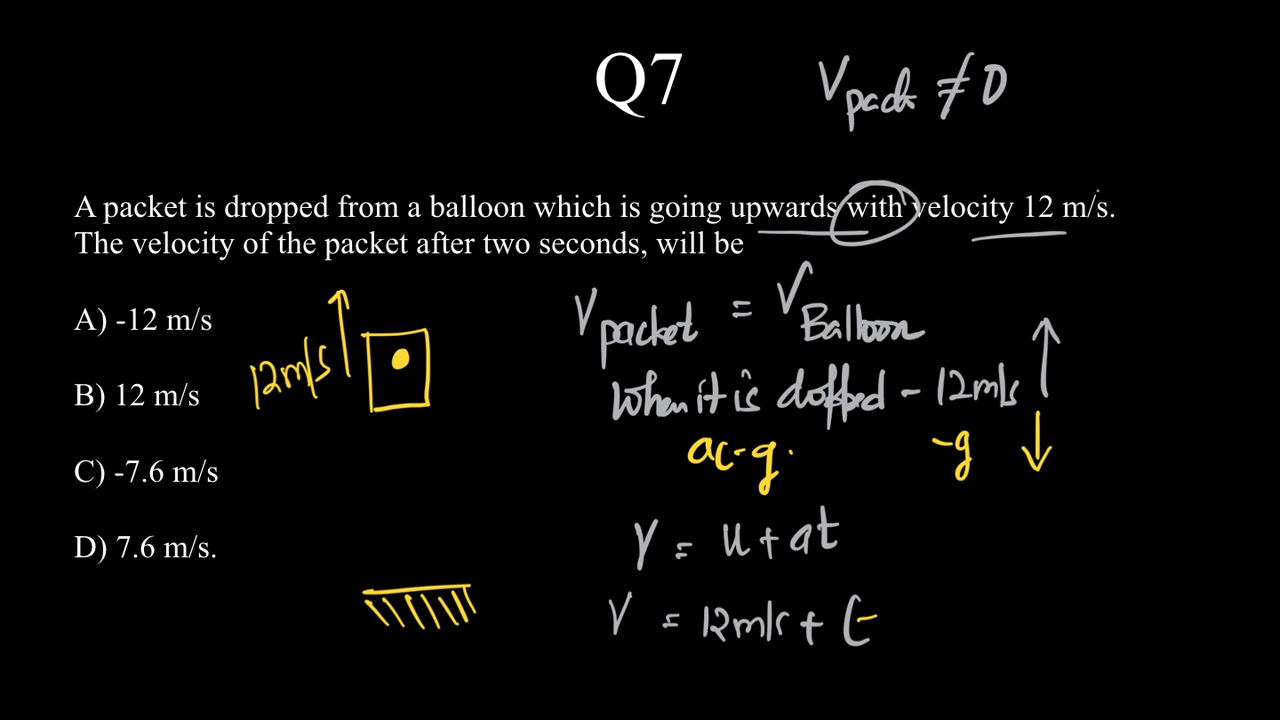 Q7
V pack ≠ 0
A packet is dropped from a balloon which is going upwards with velocity 12 m/s.
The velocity of the packet after two seconds, will be
A) -12 m/s
B) 12 m/s
C) -7.6 m/s
D) 7.6 m/s.
12m/s
V packet = V Balloon
When it is dopped - 12m/s
-g
V = u + at
V = 12m/s + (-